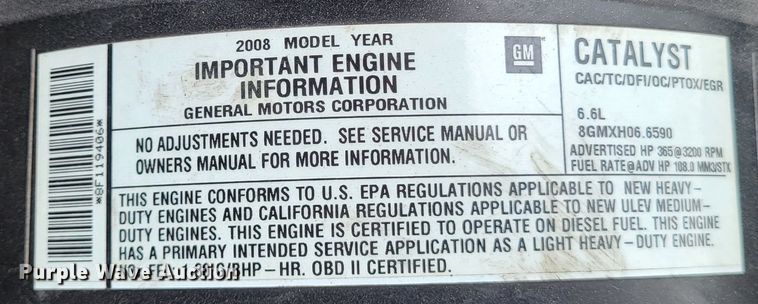 2008 MODEL YEAR
IMPORTANT ENGINE
INFORMATION
GENERAL MOTORS CORPORATION
GM
NO ADJUSTMENTS NEEDED. SEE SERVICE MANUAL OR
OWNERS MANUAL FOR MORE INFORMATION.
CATALYST
CAC/TC/DFI/OC/PTOX/EGR
6.6L
8GMXH06.6590
ADVERTISED HP 365@3200 RPM
FUEL RATE@ADV HP 108.0 MM3/STK
*8F119406*
THIS ENGINE CONFORMS TO U.S. EPA REGULATIONS APPLICABLE TO NEW HEAVY-
DUTY ENGINES AND CALIFORNIA REGULATIONS APPLICABLE TO NEW ULEV MEDIUM-
DUTY ENGINES. THIS ENGINE IS CERTIFIED TO OPERATE ON DIESEL FUEL. THIS ENGINE
HAS A PRIMARY INTENDED SERVICE APPLICATION AS A LIGHT HEAVY-DUTY ENGINE.
BHP-HR. OBD II CERTIFIED.
Purple Wave Auction